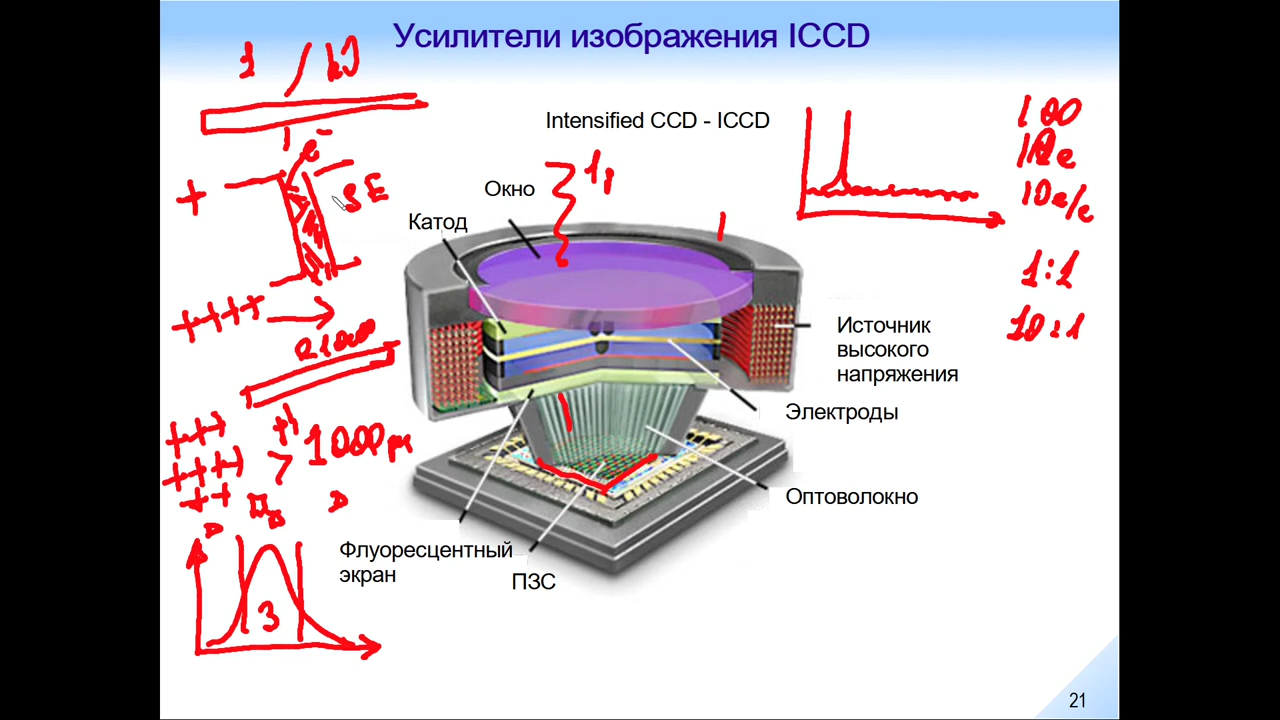 Усилители изображения ICCD
Intensified CCD - ICCD
Окно
Катод
Источник
высокого
напряжения
Электроды
Оптоволокно
Флуоресцентный
экран
ПЗС
100
10e/e
1:1
10:1
e⁻
+
SE
++++
3
21